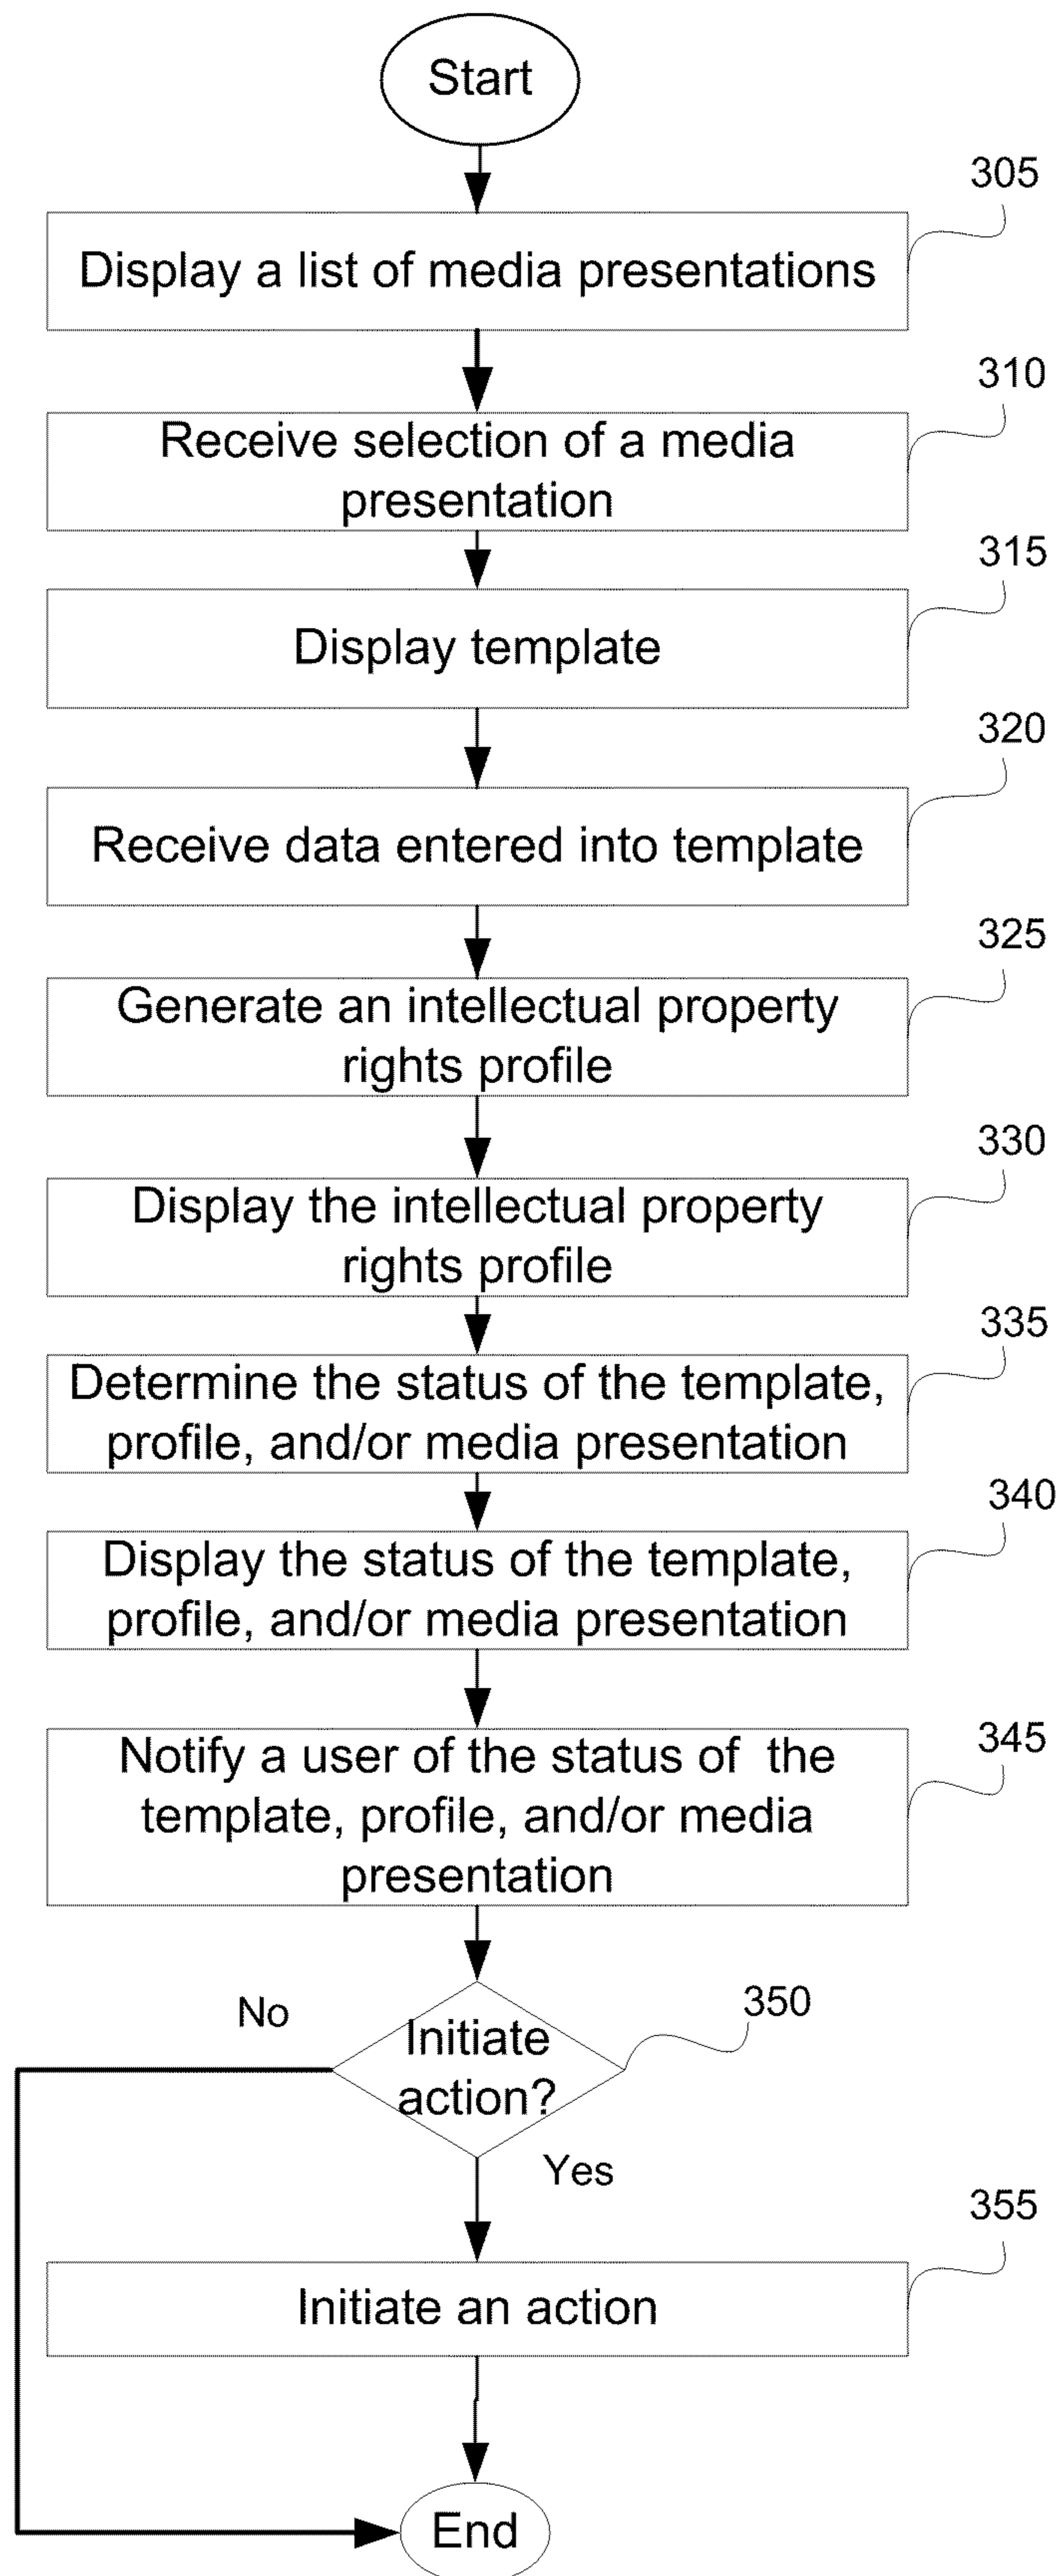 Start
305
Display a list of media presentations
310
Receive selection of a media
presentation
315
Display template
320
Receive data entered into template
325
Generate an intellectual property
rights profile
330
Display the intellectual property
rights profile
335
Determine the status of the template,
profile, and/or media presentation
340
Display the status of the template,
profile, and/or media presentation
345
Notify a user of the status of  the
template, profile, and/or media
presentation
350
No
Initiate
action?
Yes
355
Initiate an action
End